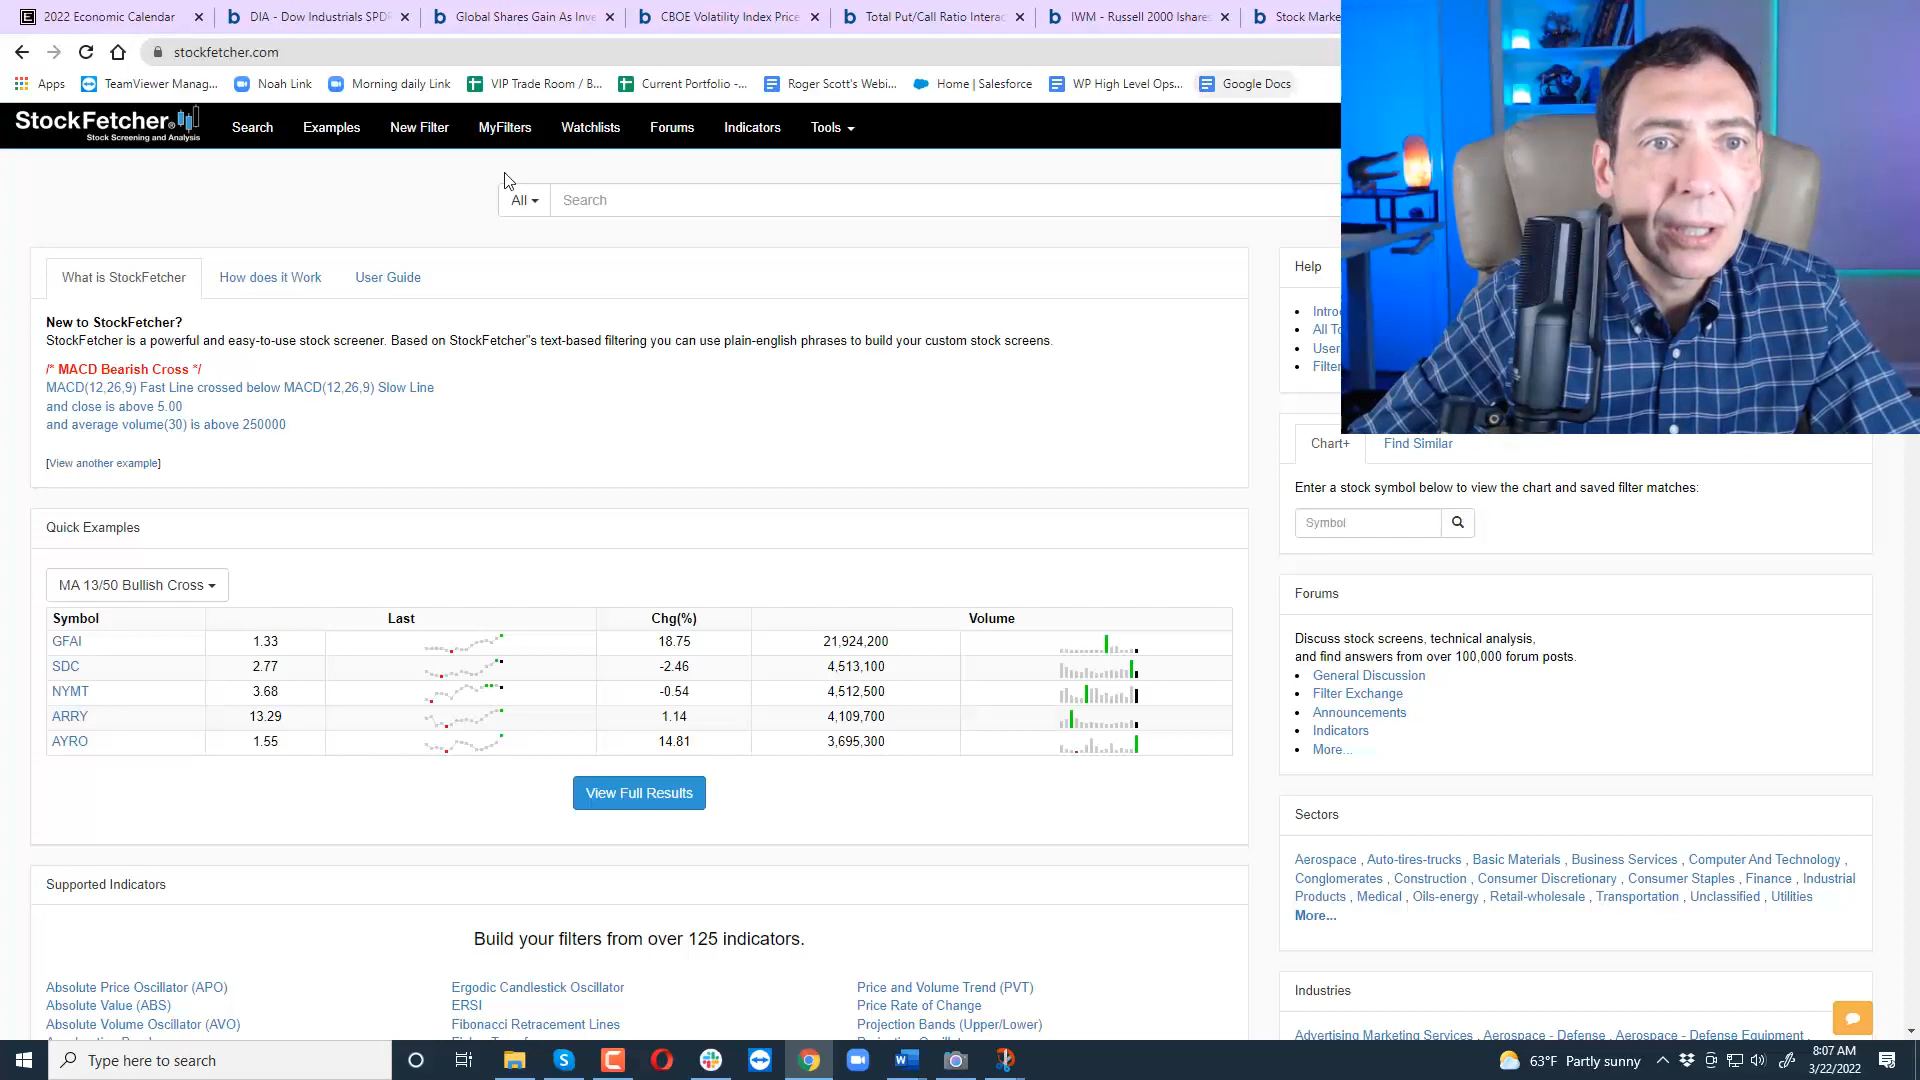 2022 Economic Calendar
DIA - Dow Industrials SPDR
Global Shares Gain As Inve
CBOE Volatility Index Price
Total Put/Call Ratio Interac
IWM - Russell 2000 Ishares
Stock Marke
stockfetcher.com
Apps
TeamViewer Manag...
Noah Link
Morning daily Link
VIP Trade Room / B...
Current Portfolio -...
Roger Scott's Webi...
Home | Salesforce
WP High Level Ops...
Google Docs
StockFetcher
Stock Screening and Analysis
Search
Examples
New Filter
MyFilters
Watchlists
Forums
Indicators
Tools
All
Search
What is StockFetcher
How does it Work
User Guide
New to StockFetcher?
StockFetcher is a powerful and easy-to-use stock screener. Based on StockFetcher"s text-based filtering you can use plain-english phrases to build your custom stock screens.
/* MACD Bearish Cross */
MACD(12,26,9) Fast Line crossed below MACD(12,26,9) Slow Line
and close is above 5.00
and average volume(30) is above 250000
[View another example]
Quick Examples
MA 13/50 Bullish Cross
Symbol Last Chg(%) Volume
GFAI 1.33 18.75 21,924,200
SDC 2.77 -2.46 4,513,100
NYMT 3.68 -0.54 4,512,500
ARRY 13.29 1.14 4,109,700
AYRO 1.55 14.81 3,695,300
View Full Results
Supported Indicators
Build your filters from over 125 indicators.
Absolute Price Oscillator (APO) Ergodic Candlestick Oscillator Price and Volume Trend (PVT)
Absolute Value (ABS) ERSI Price Rate of Change
Absolute Volume Oscillator (AVO) Fibonacci Retracement Lines Projection Bands (Upper/Lower)
Help
Intro
All To
User
Filter
Chart+
Find Similar
Enter a stock symbol below to view the chart and saved filter matches:
Symbol
Forums
Discuss stock screens, technical analysis,
and find answers from over 100,000 forum posts.
General Discussion
Filter Exchange
Announcements
Indicators
More...
Sectors
Aerospace , Auto-tires-trucks , Basic Materials , Business Services , Computer And Technology ,
Conglomerates , Construction , Consumer Discretionary , Consumer Staples , Finance , Industrial
Products , Medical , Oils-energy , Retail-wholesale , Transportation , Unclassified , Utilities
More...
Industries
Advertising Marketing Services , Aerospace - Defense , Aerospace - Defense Equipment ,
Type here to search
63°F Partly sunny
8:07 AM
3/22/2022